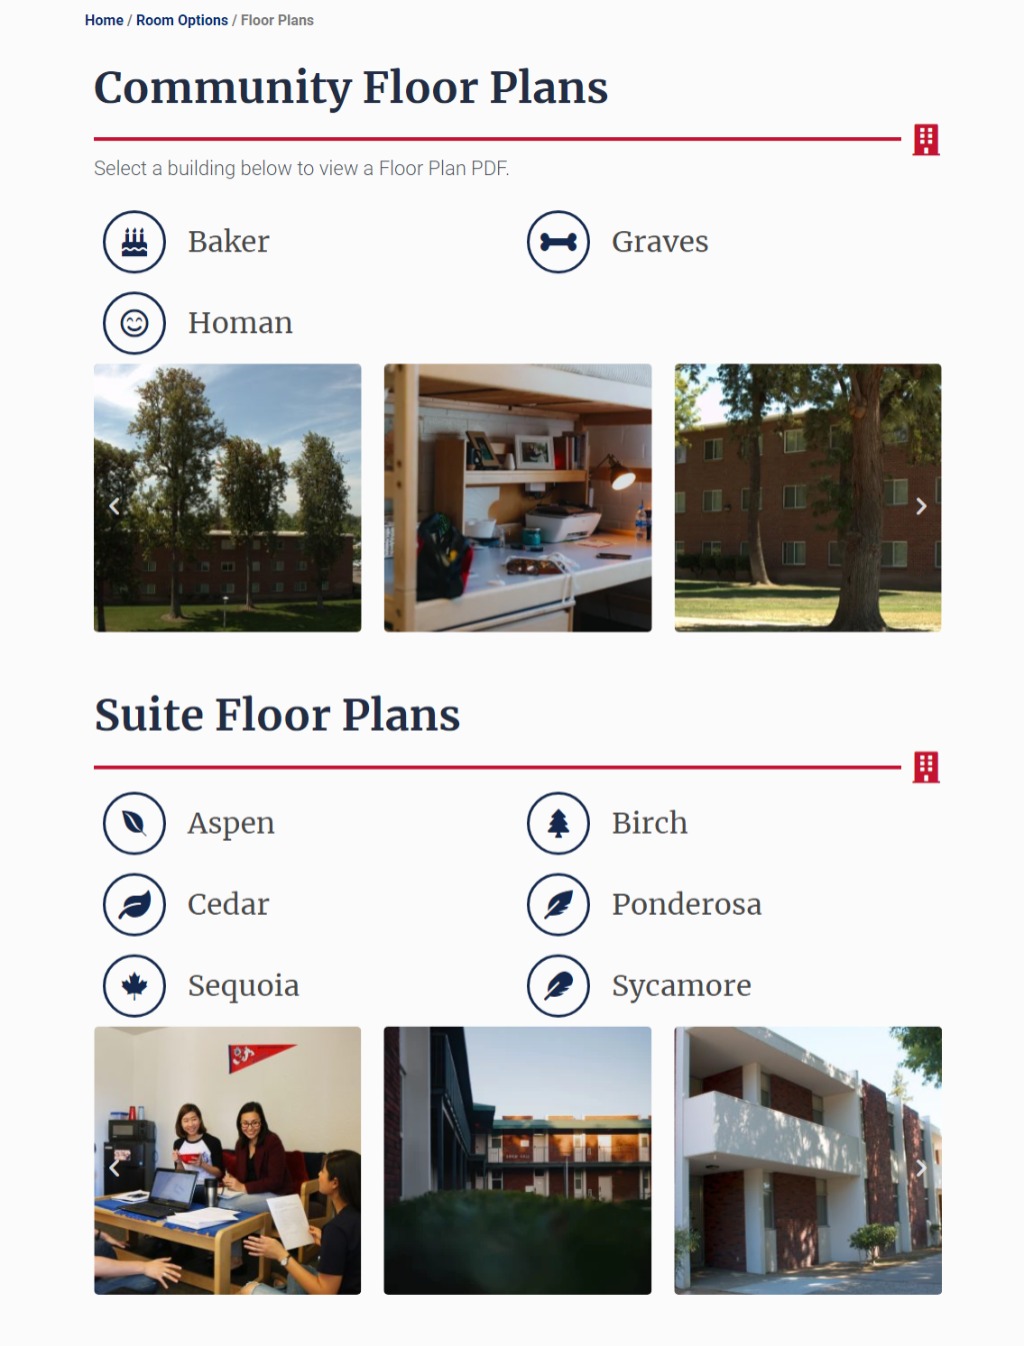 Home / Room Options / Floor Plans
Community Floor Plans
Select a building below to view a Floor Plan PDF.
Baker
Graves
Homan
Suite Floor Plans
Aspen
Birch
Cedar
Ponderosa
Sequoia
Sycamore